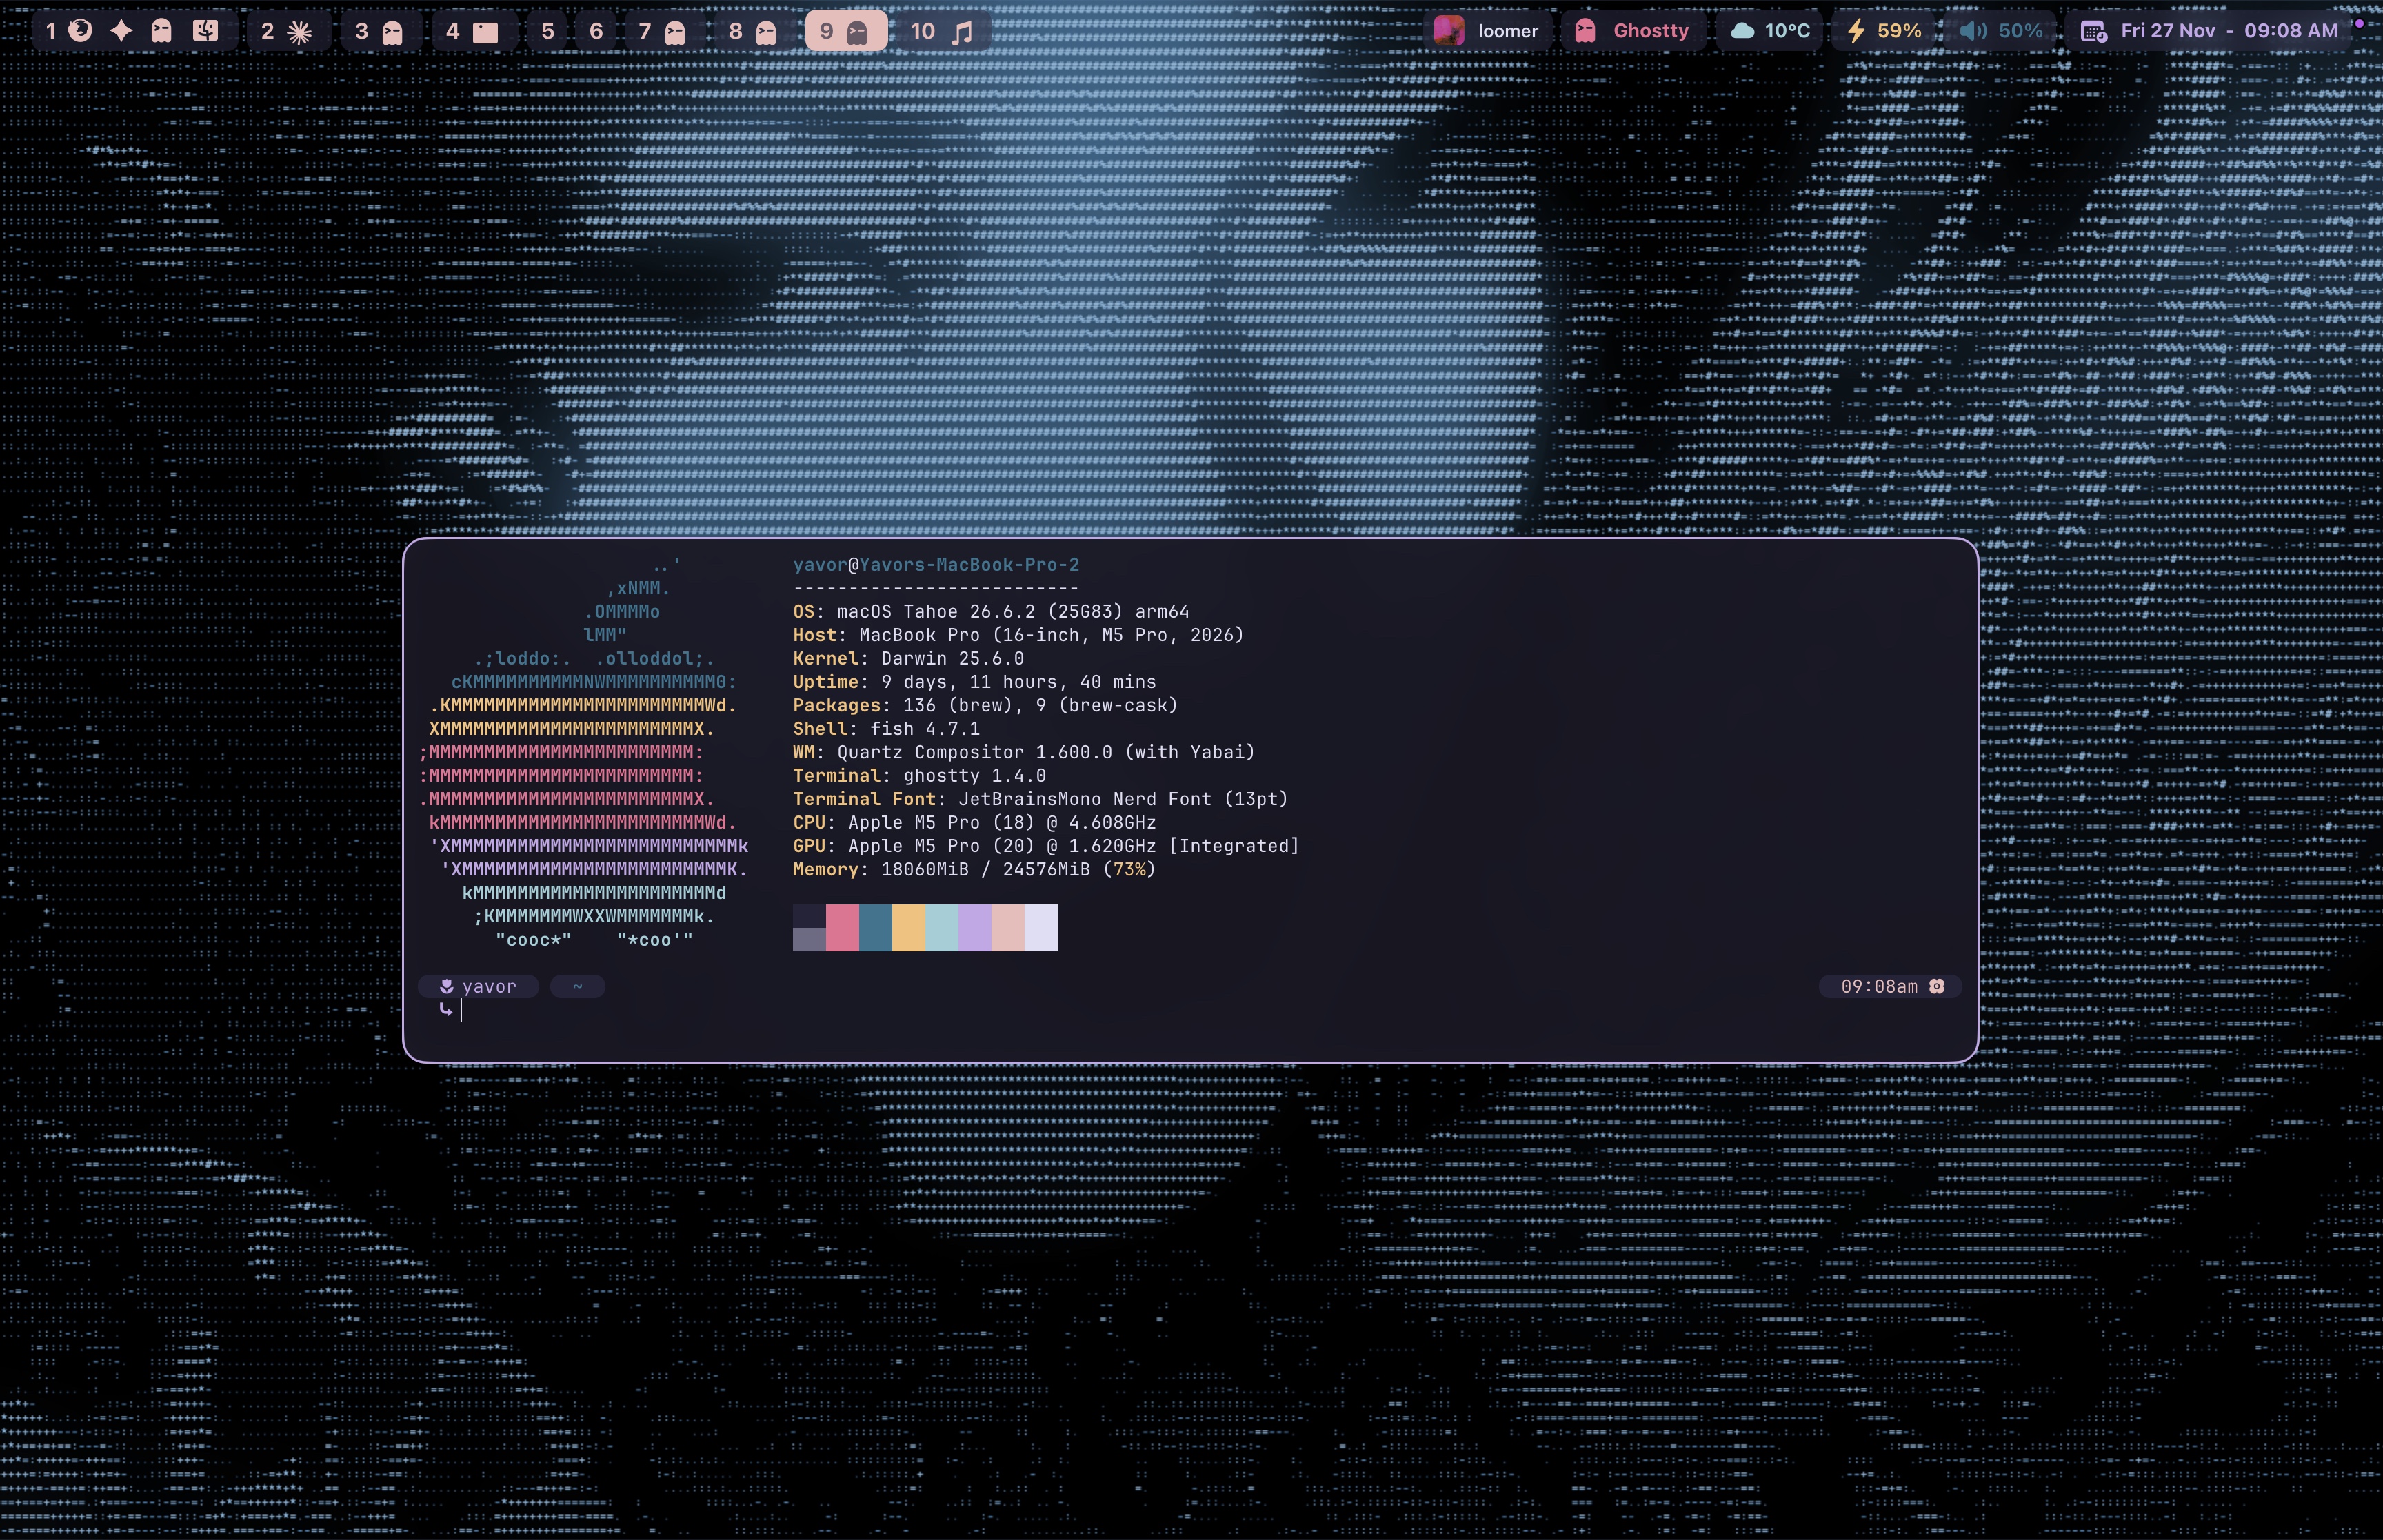 1 2 3 4 5 6 7 8 9 10 loomer Ghostty 10°C 59% 50% Fri 27 Nov - 09:08 AM
yavor@Yavors-MacBook-Pro-2
--------------------------
OS: macOS Tahoe 26.6.2 (25G83) arm64
Host: MacBook Pro (16-inch, M5 Pro, 2026)
Kernel: Darwin 25.6.0
Uptime: 9 days, 11 hours, 40 mins
Packages: 136 (brew), 9 (brew-cask)
Shell: fish 4.7.1
WM: Quartz Compositor 1.600.0 (with Yabai)
Terminal: ghostty 1.4.0
Terminal Font: JetBrainsMono Nerd Font (13pt)
CPU: Apple M5 Pro (18) @ 4.608GHz
GPU: Apple M5 Pro (20) @ 1.620GHz [Integrated]
Memory: 18060MiB / 24576MiB (73%)
yavor ~ 09:08am